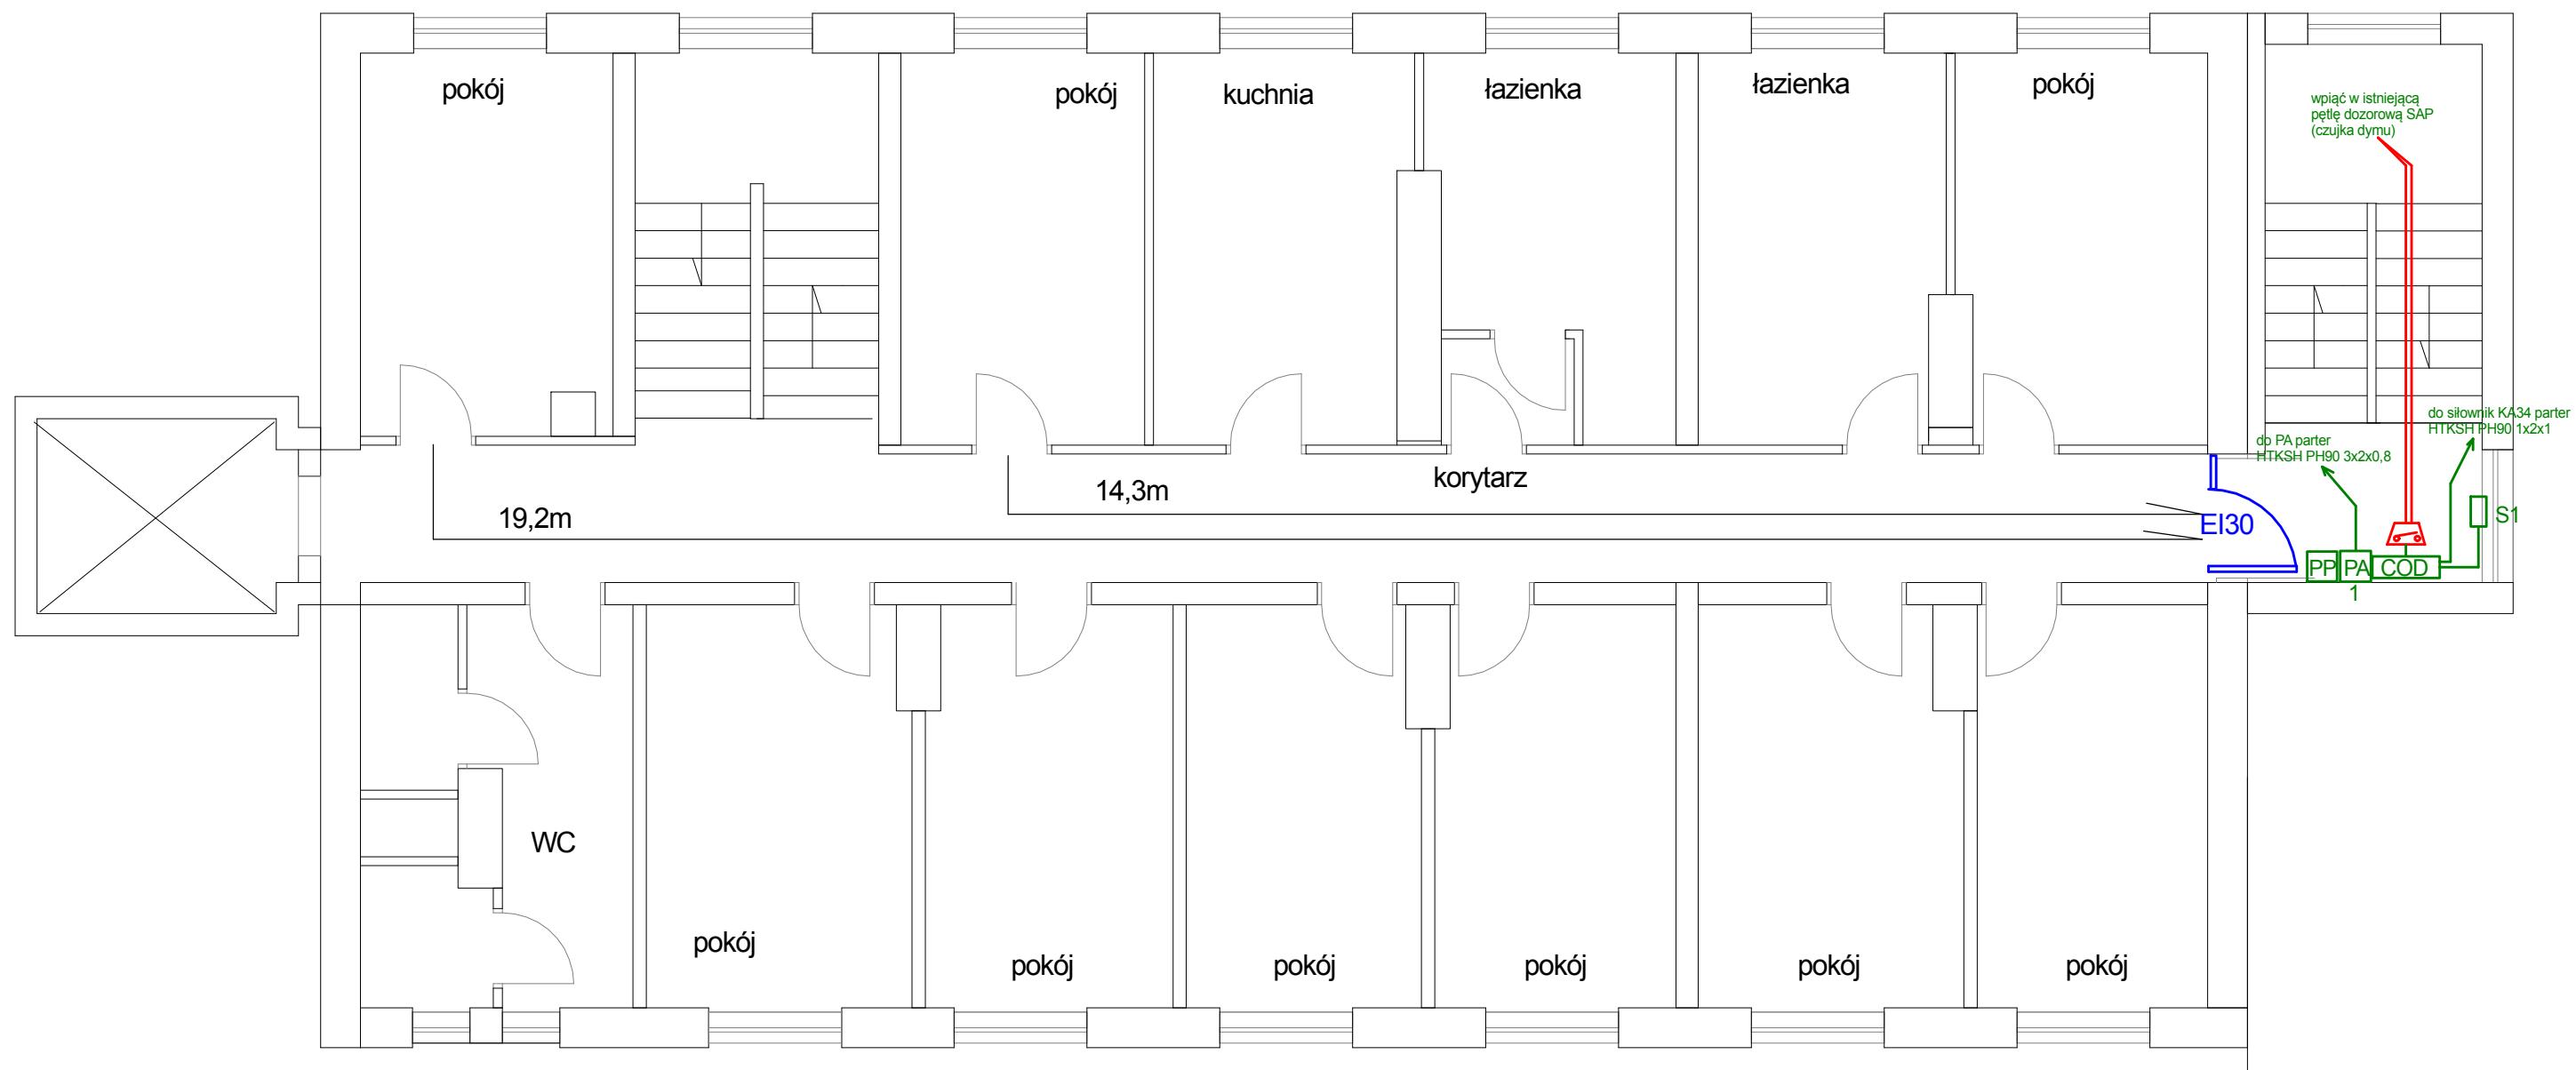 pokój
pokój
kuchnia
łazienka
łazienka
pokój
wpiąć w istniejącą
pętlę dozorową SAP
(czujka dymu)
do siłownik KA34 parter
HTKSH PH90 1x2x1
do PA parter
HTKSH PH90 3x2x0,8
korytarz
14,3m
19,2m
EI30
S1
PP
PA
COD
1
WC
pokój
pokój
pokój
pokój
pokój
pokój